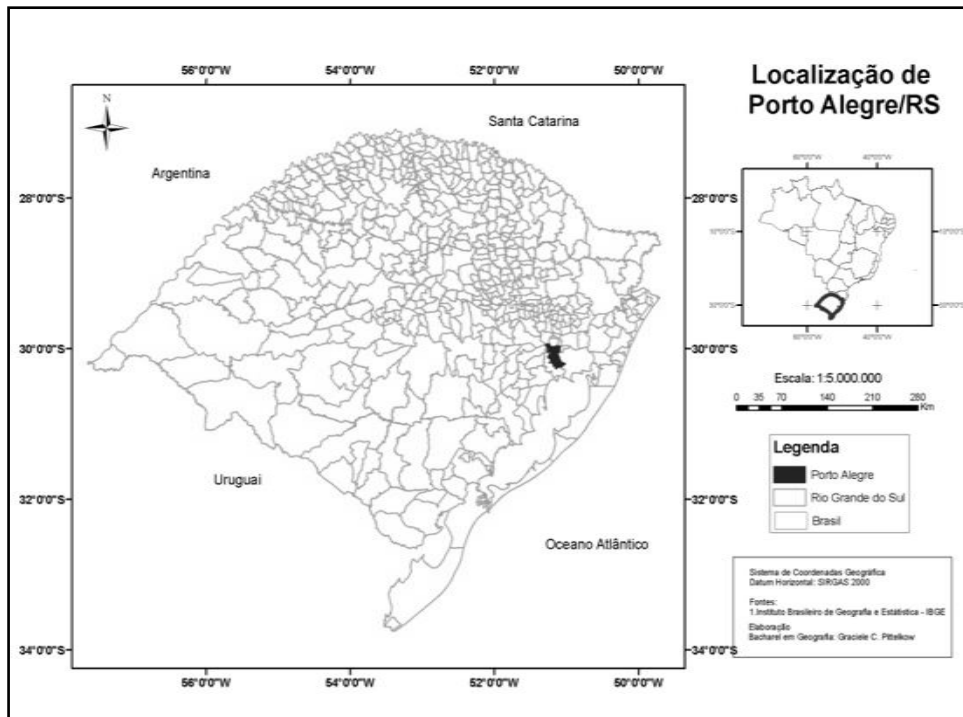 Localização de
Porto Alegre/RS
56°0'0"W 54°0'0"W 52°0'0"W 50°0'0"W
N
Santa Catarina
Argentina
28°0'0"S 28°0'0"S
30°0'0"S 30°0'0"S
Uruguai
32°0'0"S 32°0'0"S
Oceano Atlântico
34°0'0"S 34°0'0"S
56°0'0"W 54°0'0"W 52°0'0"W 50°0'0"W
Escala: 1:5.000.000
0 35 70 140 210 280
Km
Legenda
Porto Alegre
Rio Grande do Sul
Brasil
Sistema de Coordenadas Geográfica
Datum Horizontal: SIRGAS 2000
Fontes:
1.Instituto Brasileiro de Geografia e Estátistica - IBGE
Elaboração
Bacharel em Geografia: Graciele C. Pittelkow